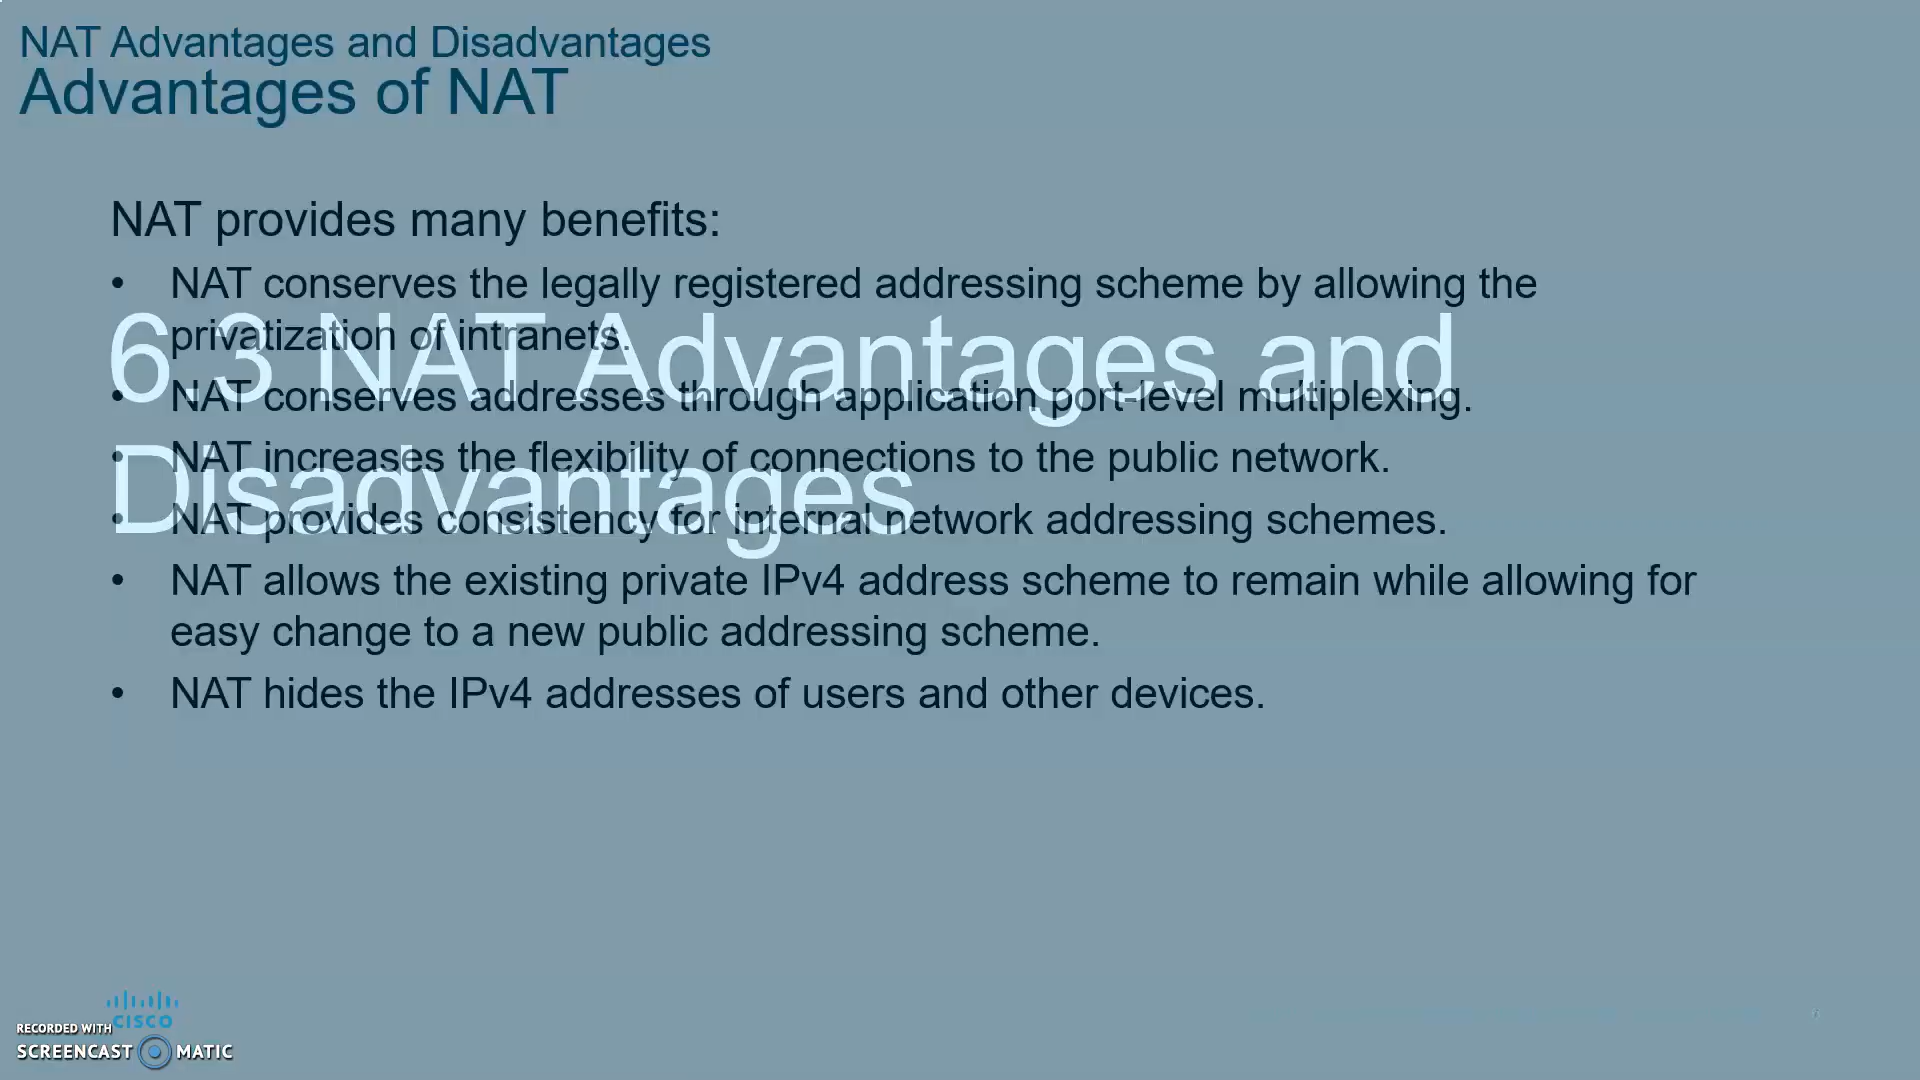 NAT Advantages and Disadvantages
Advantages of NAT
NAT provides many benefits:
• NAT conserves the legally registered addressing scheme by allowing the
privatization of intranets.
6.3 NAT Advantages and
• NAT conserves addresses through application port-level multiplexing.
• NAT increases the flexibility of connections to the public network.
Disadvantages
• NAT provides consistency for internal network addressing schemes.
• NAT allows the existing private IPv4 address scheme to remain while allowing for
easy change to a new public addressing scheme.
• NAT hides the IPv4 addresses of users and other devices.
CISCO
RECORDED WITH
SCREENCAST MATIC